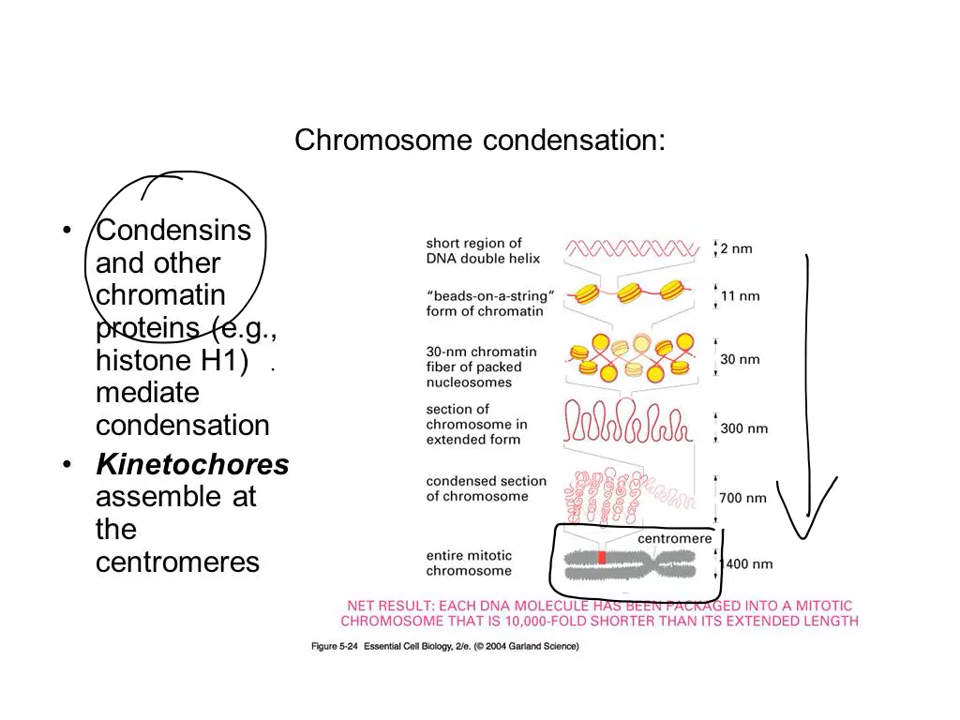 Chromosome condensation:
• Condensins
and other
chromatin
proteins (e.g.,
histone H1)
mediate
condensation
• Kinetochores
assemble at
the
centromeres
short region of
DNA double helix
2 nm
“beads-on-a-string”
form of chromatin
11 nm
30-nm chromatin
fiber of packed
nucleosomes
30 nm
section of
chromosome in
extended form
300 nm
condensed section
of chromosome
700 nm
centromere
entire mitotic
chromosome
1400 nm
NET RESULT: EACH DNA MOLECULE HAS BEEN PACKAGED INTO A MITOTIC
CHROMOSOME THAT IS 10,000-FOLD SHORTER THAN ITS EXTENDED LENGTH
Figure 5-24 Essential Cell Biology, 2/e. (© 2004 Garland Science)